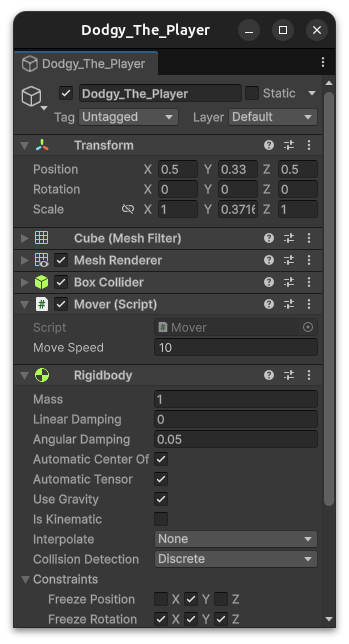 Dodgy_The_Player
Dodgy_The_Player
Dodgy_The_Player Static
Tag Untagged Layer Default
Transform
Position X 0.5 Y 0.33 Z 0.5
Rotation X 0 Y 0 Z 0
Scale X 1 Y 0.3716 Z 1
Cube (Mesh Filter)
Mesh Renderer
Box Collider
# Mover (Script)
Script # Mover
Move Speed 10
Rigidbody
Mass 1
Linear Damping 0
Angular Damping 0.05
Automatic Center Of
Automatic Tensor
Use Gravity
Is Kinematic
Interpolate None
Collision Detection Discrete
Constraints
Freeze Position X Y Z
Freeze Rotation X Y Z